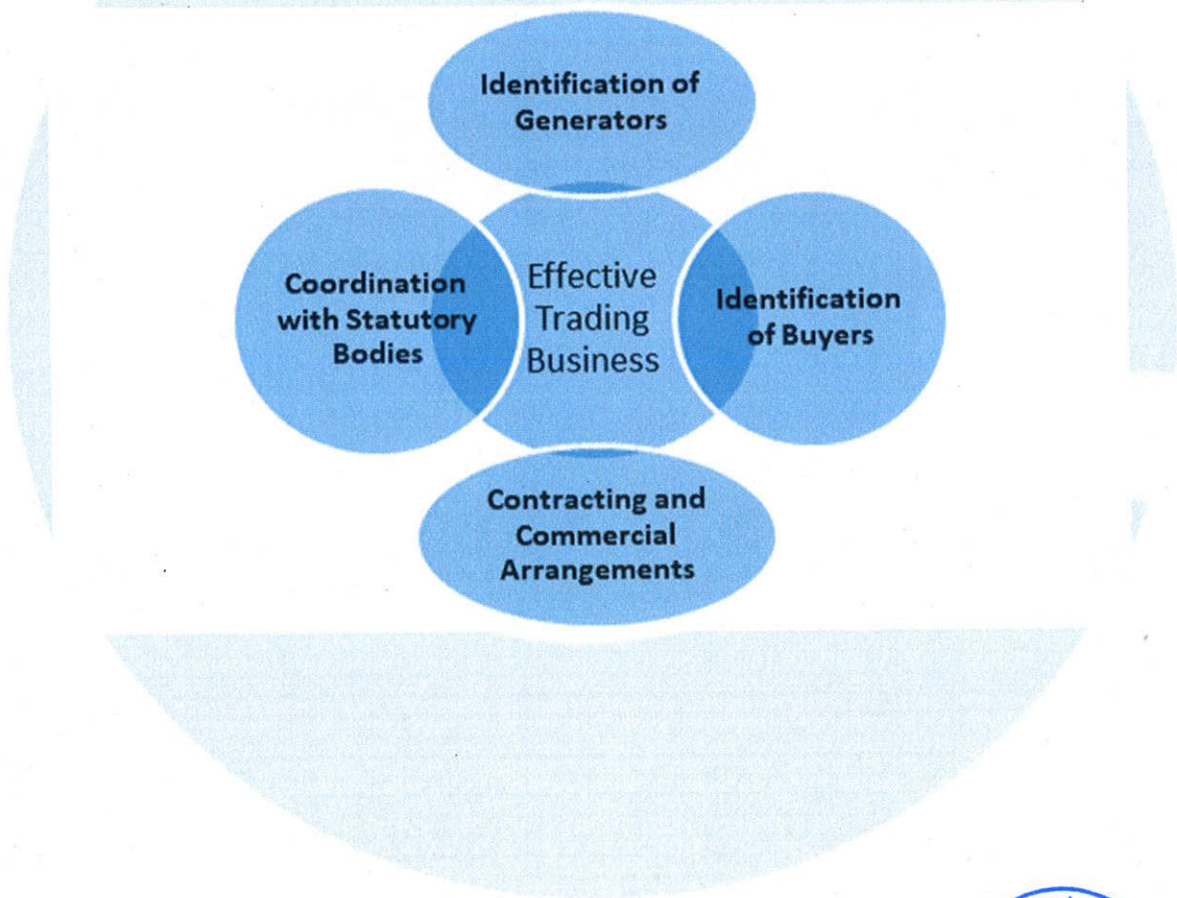 Identification of
Generators
Coordination
with Statutory
Bodies
Effective
Trading
Business
Identification
of Buyers
Contracting and
Commercial
Arrangements